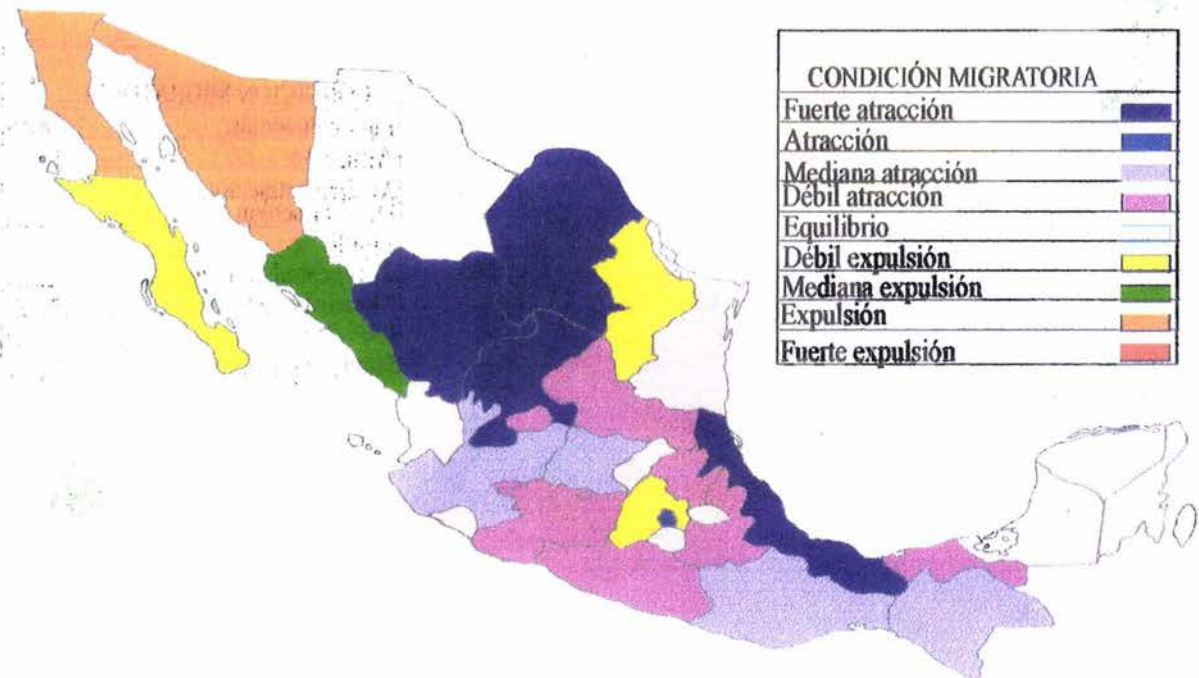 CONDICIÓN MIGRATORIA
Fuerte atracción
Atracción
Mediana atracción
Débil atracción
Equilibrio
Débil expulsión
Mediana expulsión
Expulsión
Fuerte expulsión